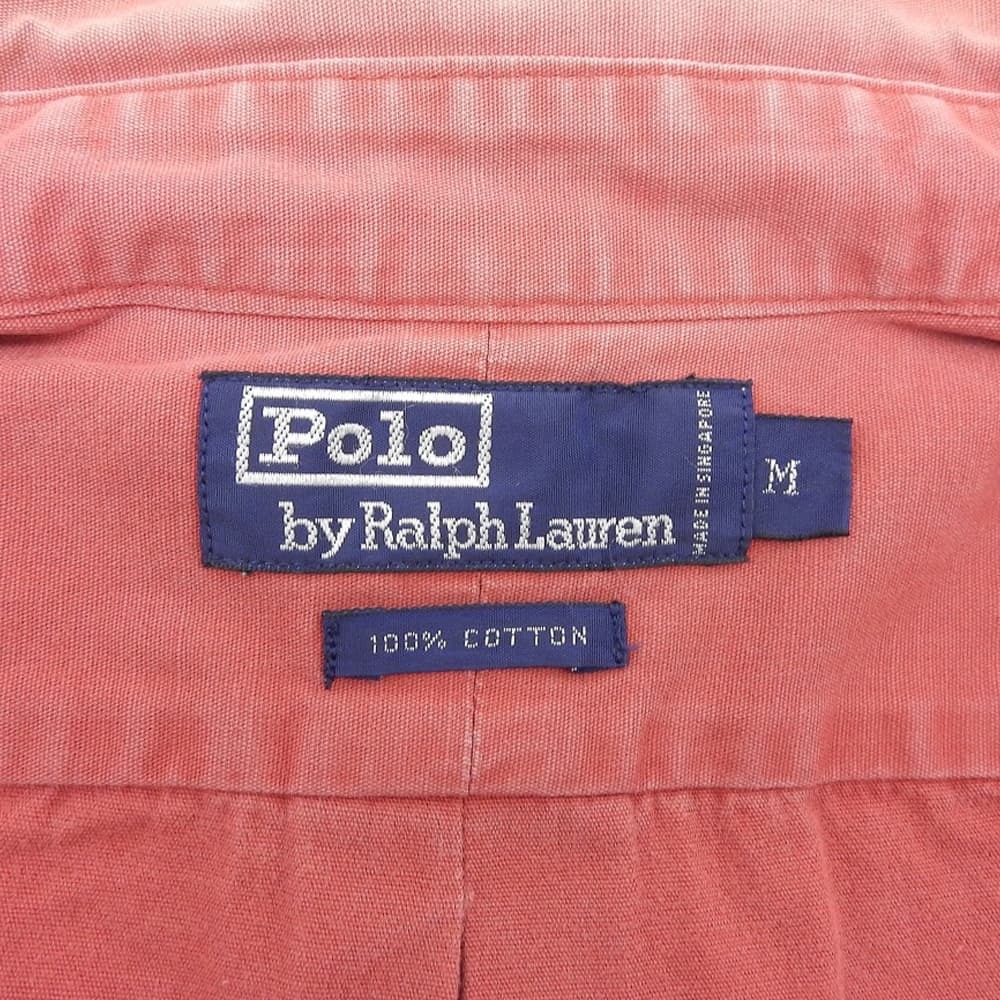 Polo
by Ralph Lauren
MADE IN SINGAPORE
M
100% COTTON